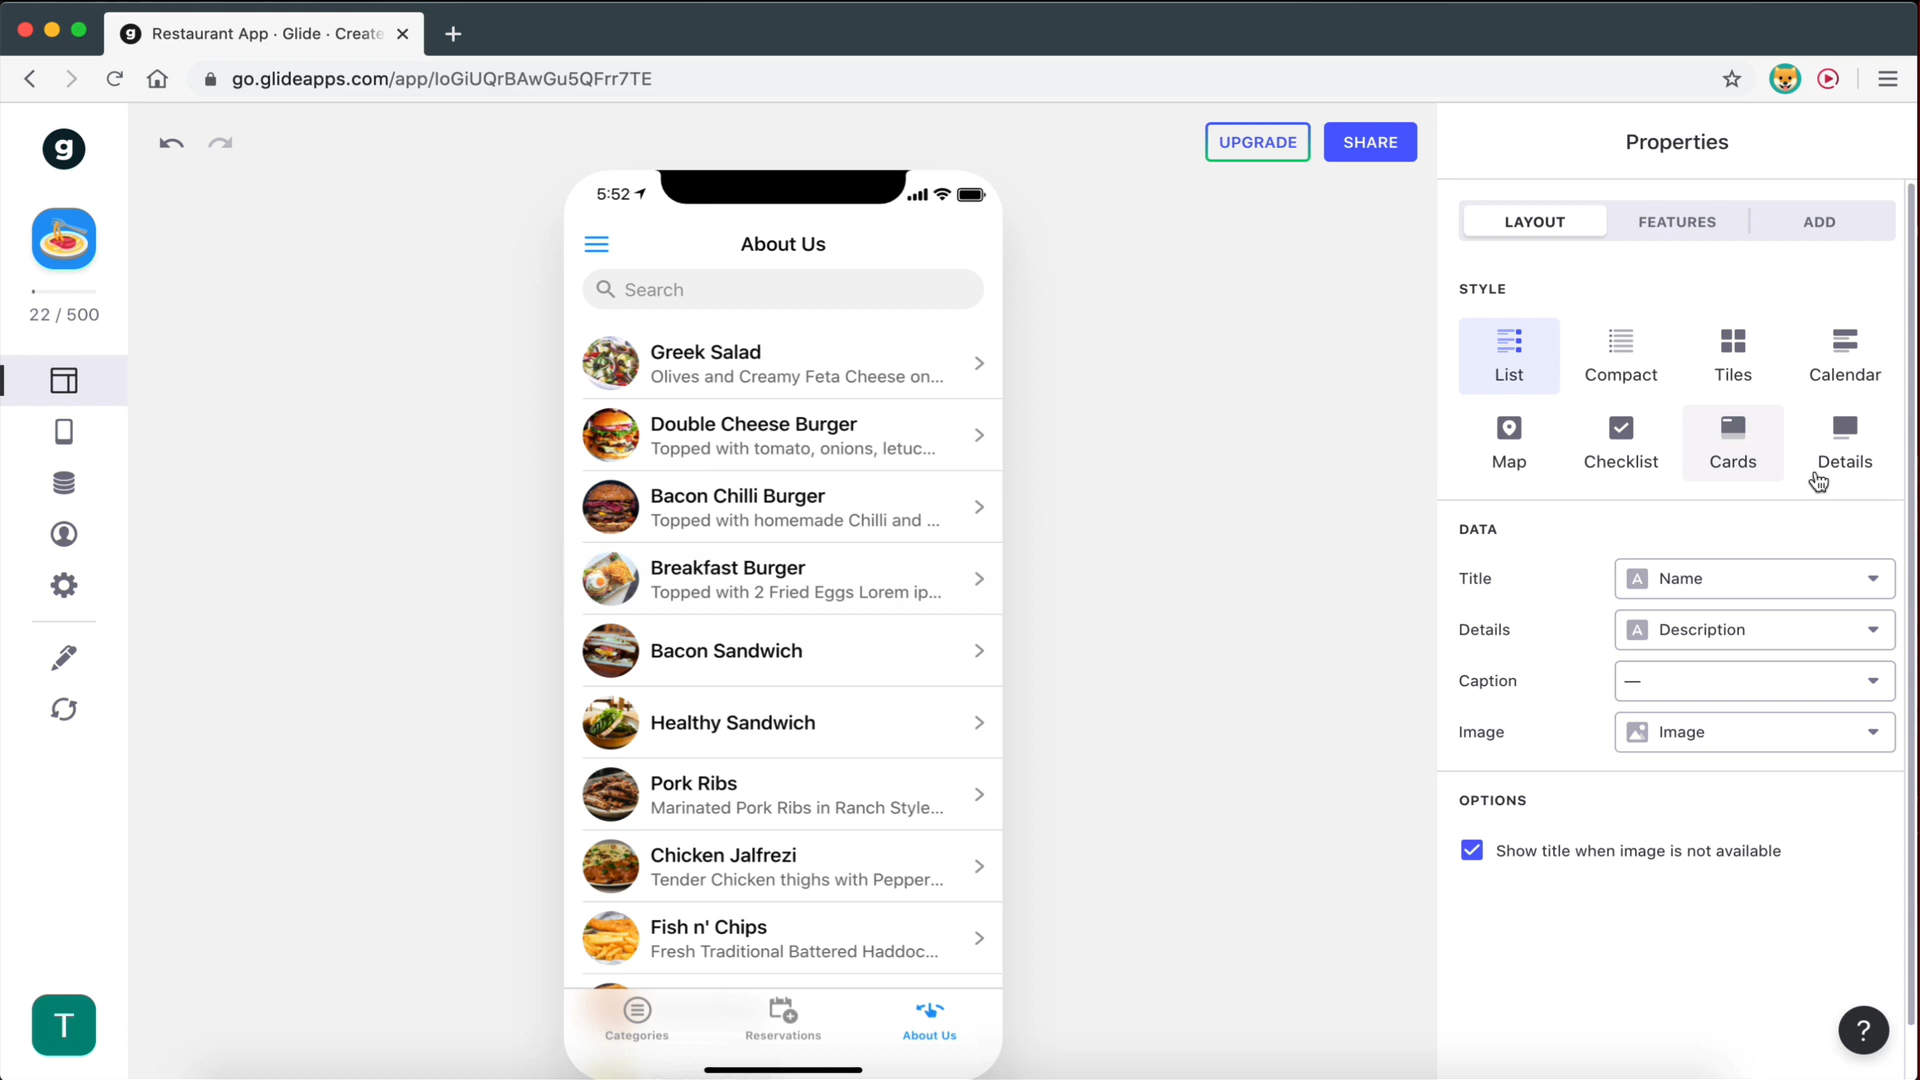 Restaurant App · Glide · Create
go.glideapps.com/app/IoGiUQrBAwGu5QFrr7TE
g
22 / 500
T
UPGRADE
SHARE
5:52
About Us
Search
Greek Salad
Olives and Creamy Feta Cheese on...
Double Cheese Burger
Topped with tomato, onions, letuc...
Bacon Chilli Burger
Topped with homemade Chilli and ...
Breakfast Burger
Topped with 2 Fried Eggs Lorem ip...
Bacon Sandwich
Healthy Sandwich
Pork Ribs
Marinated Pork Ribs in Ranch Style...
Chicken Jalfrezi
Tender Chicken thighs with Pepper...
Fish n' Chips
Fresh Traditional Battered Haddoc...
Categories
Reservations
About Us
Properties
LAYOUT
FEATURES
ADD
STYLE
List
Compact
Tiles
Calendar
Map
Checklist
Cards
Details
DATA
Title
A Name
Details
A Description
Caption
—
Image
Image
OPTIONS
Show title when image is not available
?